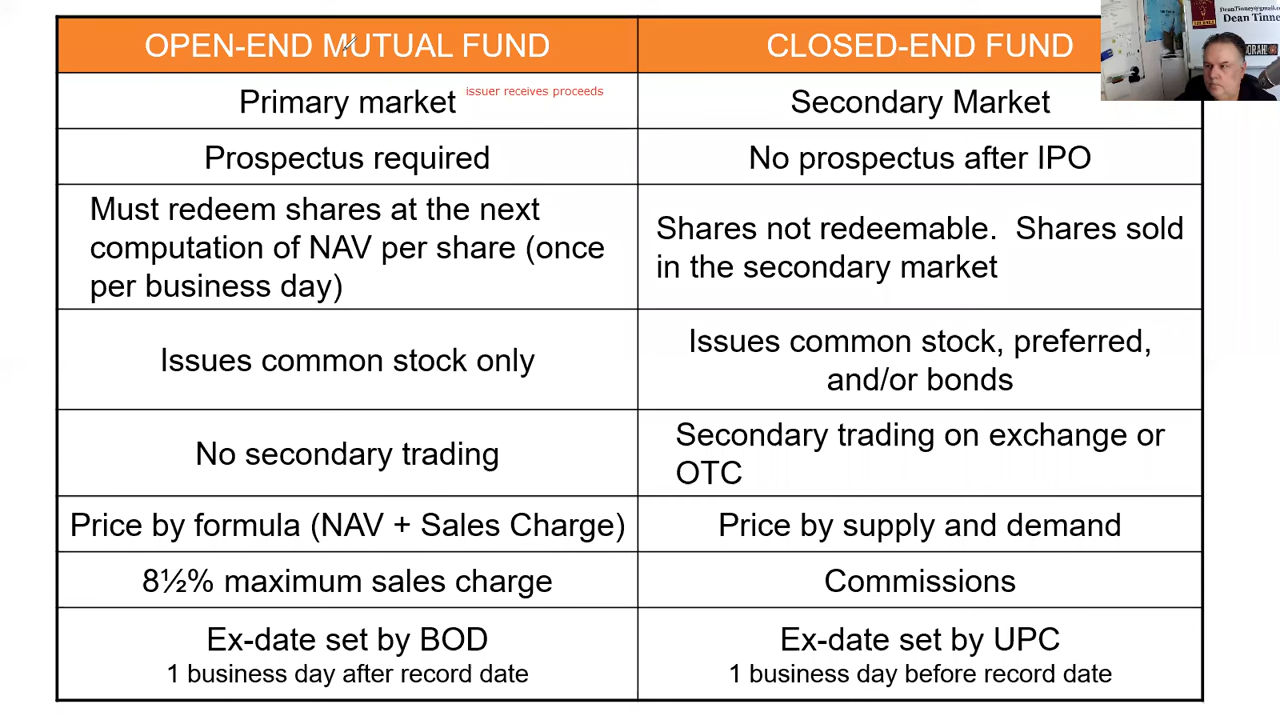 OPEN-END MUTUAL FUND
CLOSED-END FUND
DeanTinney@gmail.co
Dean Tinney
Primary market issuer receives proceeds
Secondary Market
Prospectus required
No prospectus after IPO
Must redeem shares at the next
computation of NAV per share (once
per business day)
Shares not redeemable. Shares sold
in the secondary market
Issues common stock only
Issues common stock, preferred,
and/or bonds
No secondary trading
Secondary trading on exchange or
OTC
Price by formula (NAV + Sales Charge)
Price by supply and demand
8½% maximum sales charge
Commissions
Ex-date set by BOD
1 business day after record date
Ex-date set by UPC
1 business day before record date